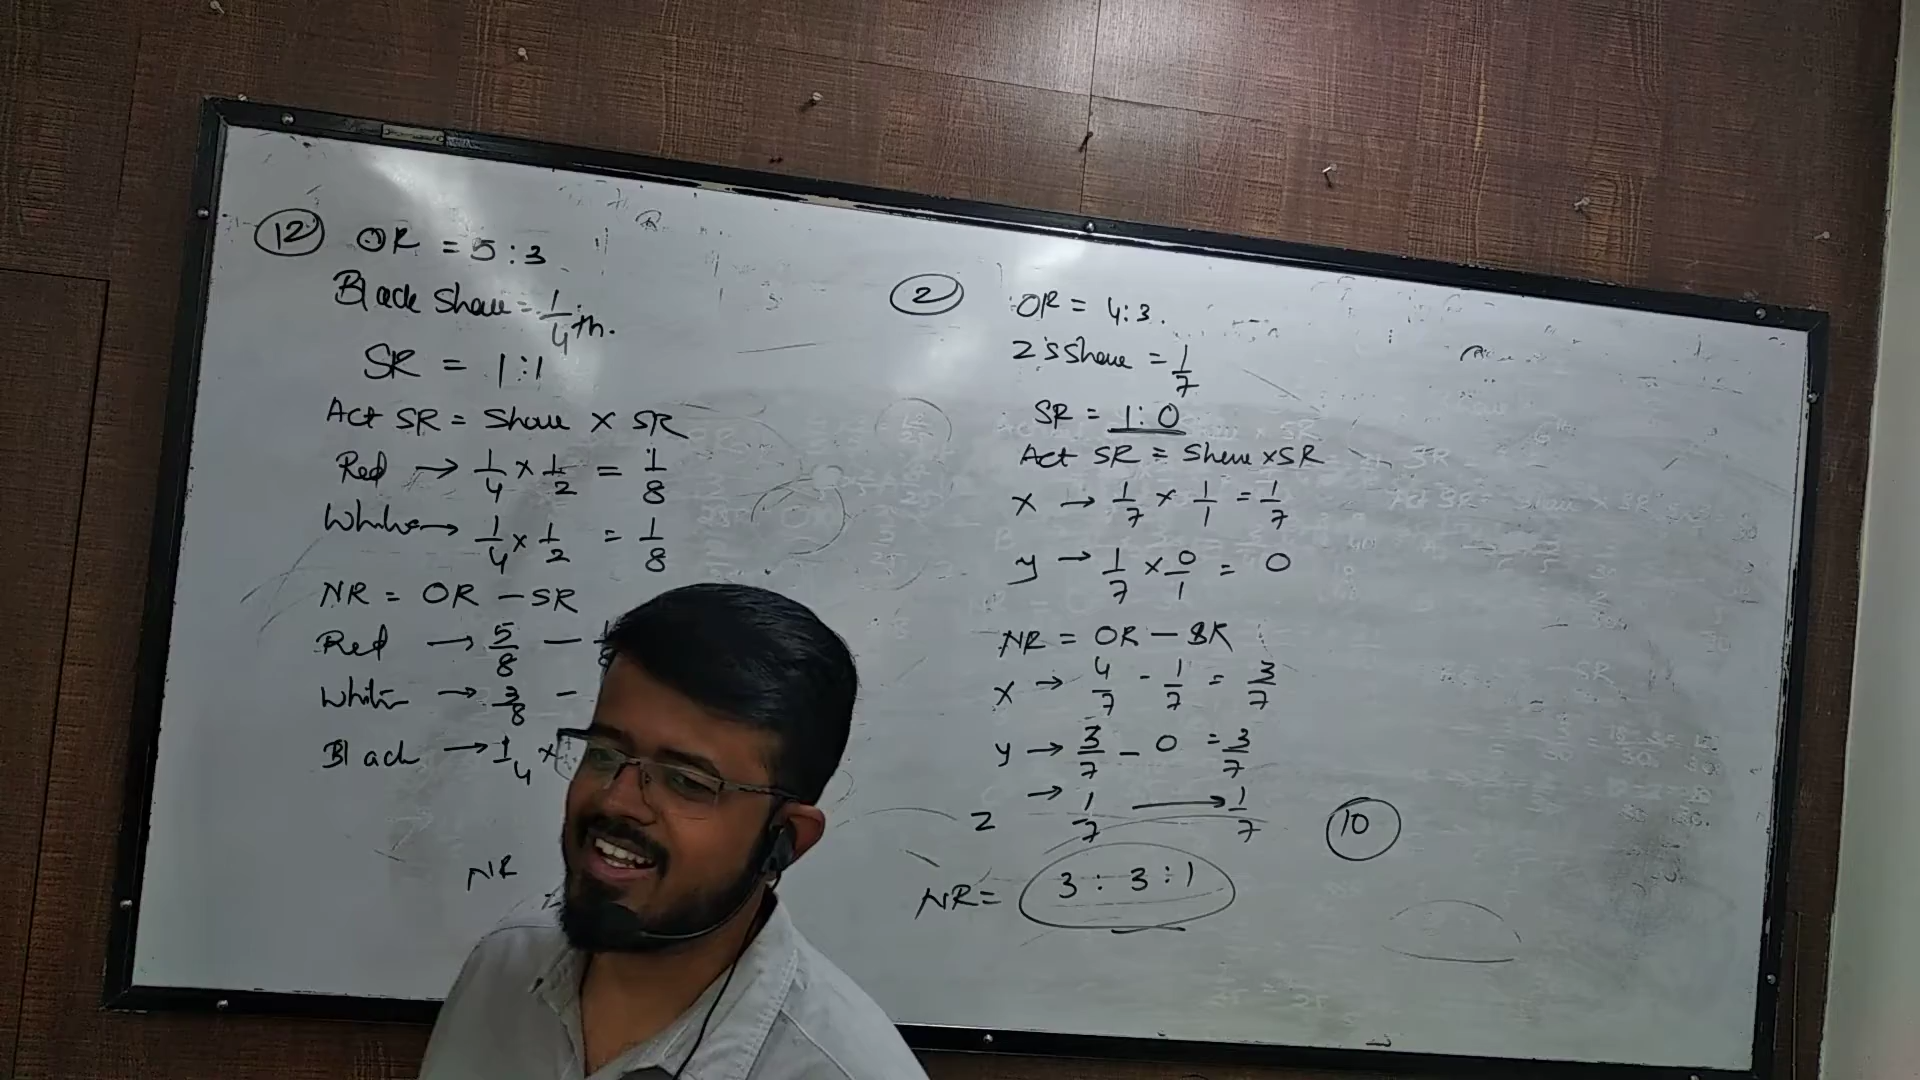 12 OR = 5 : 3
Black Share = 1/4 th.
SR = 1 : 1
Act SR = Share × SR
Red → 1/4 × 1/2 = 1/8
White → 1/4 × 1/2 = 1/8
NR = OR − SR
Red → 5/8 −
White → 3/8 −
Black → 1/4 ×
NR
2 OR = 4 : 3.
Z's Share = 1/7
SR = 1 : 0
Act SR = Share × SR
x → 1/7 × 1/1 = 1/7
y → 1/7 × 0/1 = 0
NR = OR − SR
x → 4/7 - 1/7 = 3/7
y → 3/7 - 0 = 3/7
Z → 1/7 → 1/7
NR = 3 : 3 : 1
10